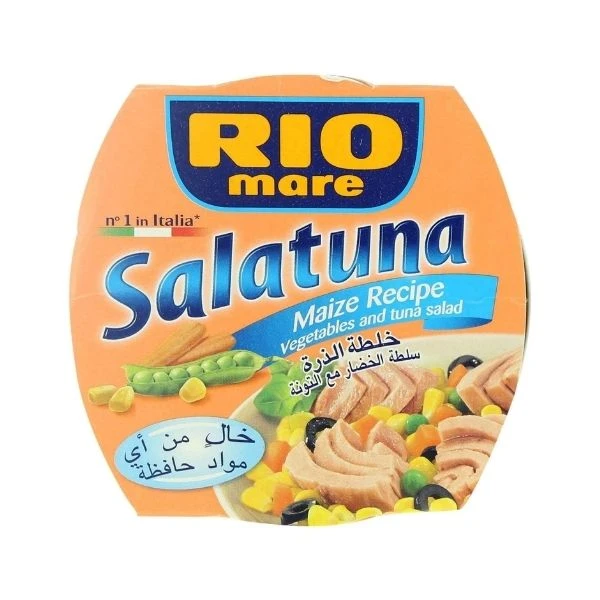 RIO
mare
n° 1 in Italia*
Salatuna
Maize Recipe
Vegetables and tuna salad
خلطة الذرة
سلطة الخضار مع التونة
خالٍ من أي
مواد حافظة